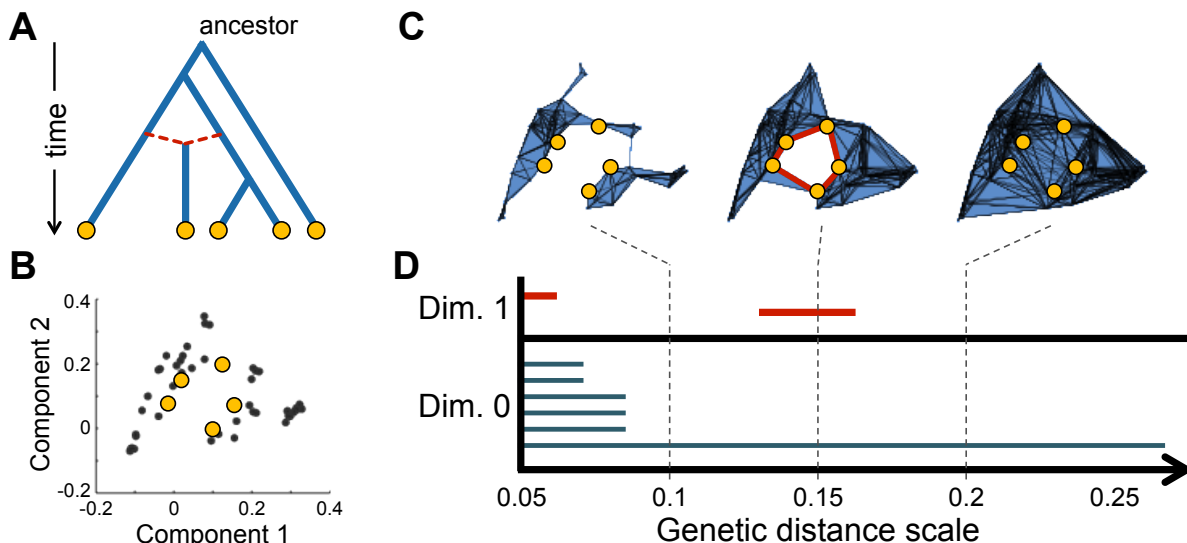 A
ancestor
time
B
Component 2
0.4
0.2
0
-0.2
-0.2
0
0.2
0.4
Component 1
C
D
Dim. 1
Dim. 0
0.05
0.1
0.15
0.2
0.25
Genetic distance scale